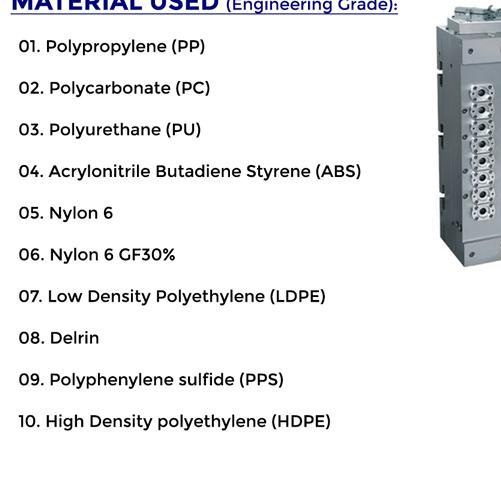 MATERIAL USED (Engineering Grade):
01. Polypropylene (PP)
02. Polycarbonate (PC)
03. Polyurethane (PU)
04. Acrylonitrile Butadiene Styrene (ABS)
05. Nylon 6
06. Nylon 6 GF30%
07. Low Density Polyethylene (LDPE)
08. Delrin
09. Polyphenylene sulfide (PPS)
10. High Density polyethylene (HDPE)